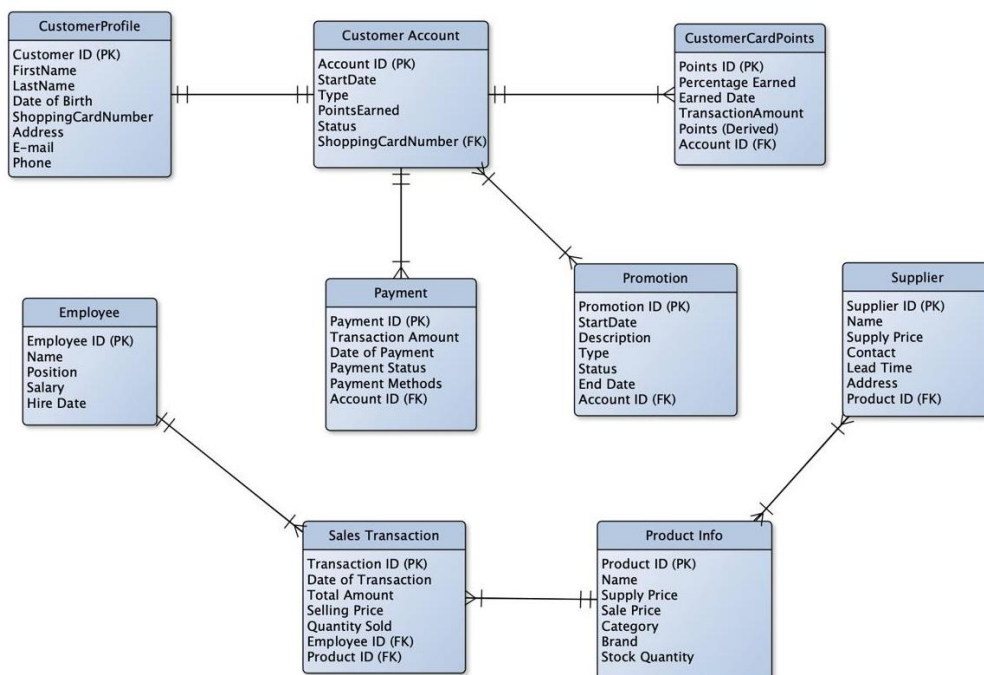 CustomerProfile
Customer ID (PK)
FirstName
LastName
Date of Birth
ShoppingCardNumber
Address
E-mail
Phone
Customer Account
Account ID (PK)
StartDate
Type
PointsEarned
Status
ShoppingCardNumber (FK)
CustomerCardPoints
Points ID (PK)
Percentage Earned
Earned Date
TransactionAmount
Points (Derived)
Account ID (FK)
Employee
Employee ID (PK)
Name
Position
Salary
Hire Date
Payment
Payment ID (PK)
Transaction Amount
Date of Payment
Payment Status
Payment Methods
Account ID (FK)
Promotion
Promotion ID (PK)
StartDate
Description
Type
Status
End Date
Account ID (FK)
Supplier
Supplier ID (PK)
Name
Supply Price
Contact
Lead Time
Address
Product ID (FK)
Sales Transaction
Transaction ID (PK)
Date of Transaction
Total Amount
Selling Price
Quantity Sold
Employee ID (FK)
Product ID (FK)
Product Info
Product ID (PK)
Name
Supply Price
Sale Price
Category
Brand
Stock Quantity